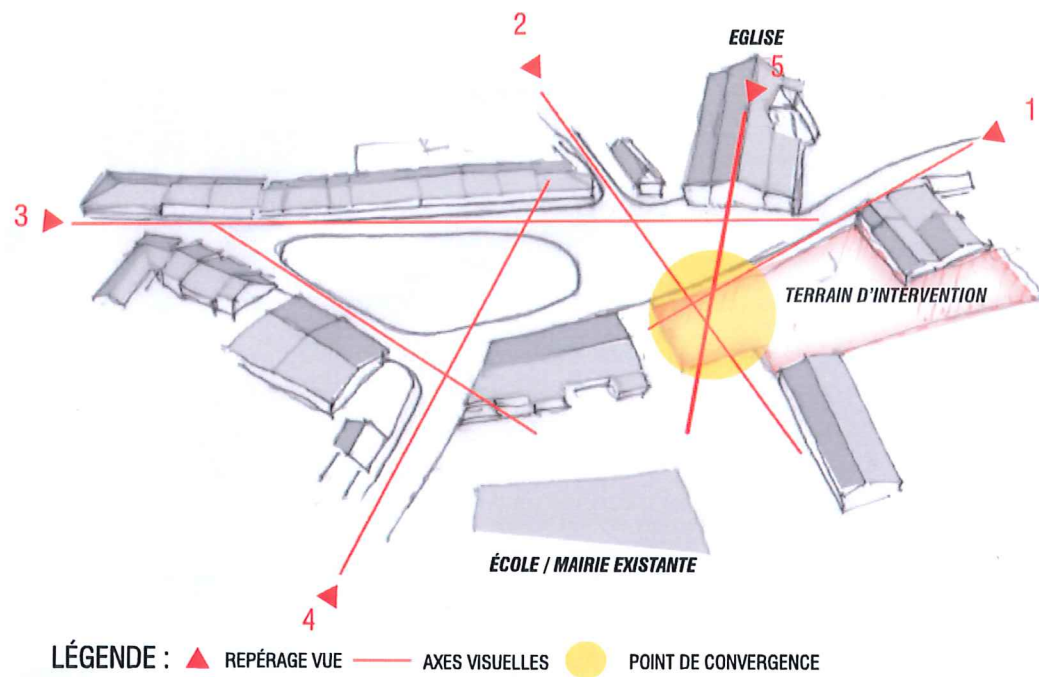 2
EGLISE
5
1
3
TERRAIN D'INTERVENTION
ÉCOLE / MAIRIE EXISTANTE
4
LÉGENDE : REPÉRAGE VUE AXES VISUELLES POINT DE CONVERGENCE